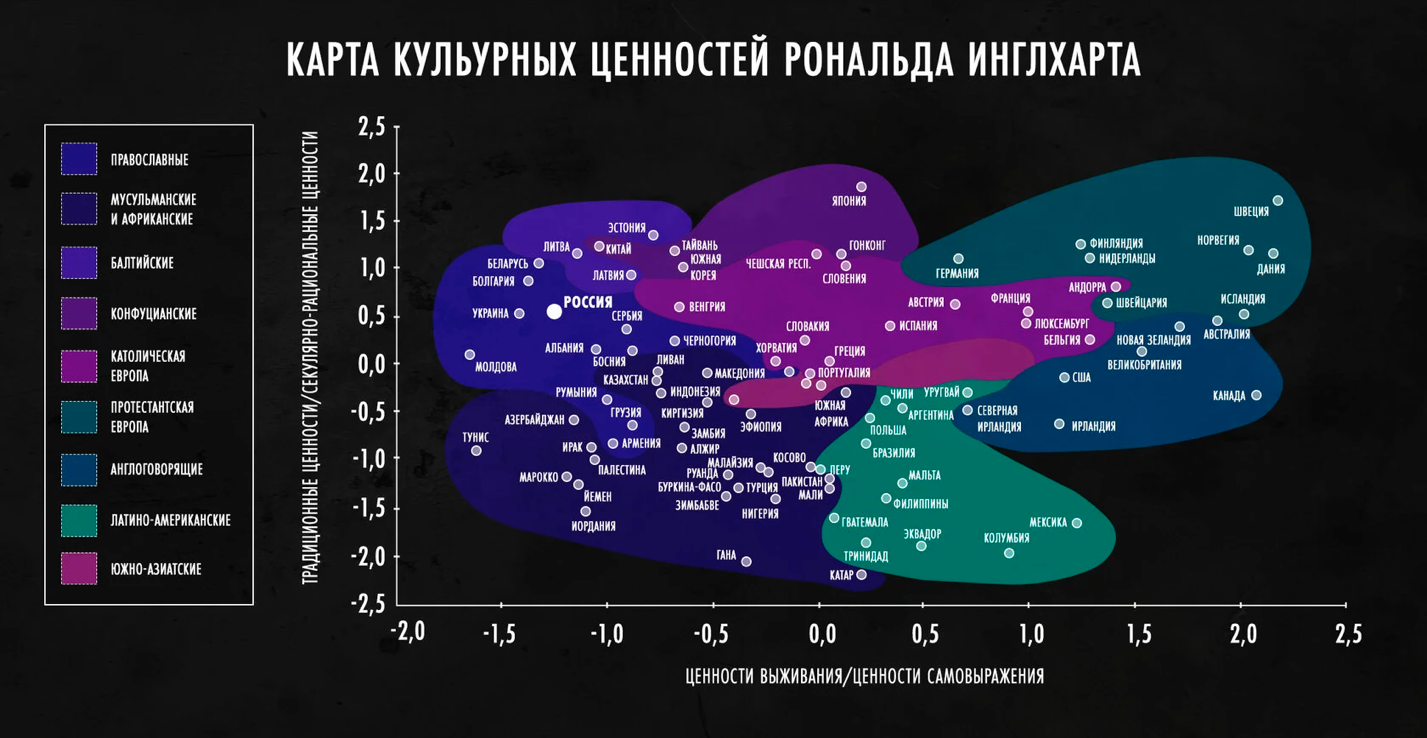 КАРТА КУЛЬУРНЫХ ЦЕННОСТЕЙ РОНАЛЬДА ИНГЛХАРТА
ПРАВОСЛАВНЫЕ
МУСУЛЬМАНСКИЕ
И АФРИКАНСКИЕ
БАЛТИЙСКИЕ
КОНФУЦИАНСКИЕ
КАТОЛИЧЕСКАЯ
ЕВРОПА
ПРОТЕСТАНТСКАЯ
ЕВРОПА
АНГЛОГОВОРЯЩИЕ
ЛАТИНО-АМЕРИКАНСКИЕ
ЮЖНО-АЗИАТСКИЕ
ТРАДИЦИОННЫЕ ЦЕННОСТИ/СЕКУЛЯРНО-РАЦИОНАЛЬНЫЕ ЦЕННОСТИ
2,5
2,0
1,5
1,0
0,5
0,0
-0,5
-1,0
-1,5
-2,0
-2,5
ЯПОНИЯ
ШВЕЦИЯ
ЭСТОНИЯ
НОРВЕГИЯ
ЛИТВА
КИТАЙ
ТАЙВАНЬ
ГОНКОНГ
ФИНЛЯНДИЯ
НИДЕРЛАНДЫ
БЕЛАРУСЬ
ЮЖНАЯ
КОРЕЯ
ЧЕШСКАЯ РЕСП.
ДАНИЯ
БОЛГАРИЯ
ЛАТВИЯ
СЛОВЕНИЯ
ГЕРМАНИЯ
АНДОРРА
РОССИЯ
ВЕНГРИЯ
АВСТРИЯ
ФРАНЦИЯ
ШВЕЙЦАРИЯ
ИСЛАНДИЯ
УКРАИНА
СЕРБИЯ
СЛОВАКИЯ
ИСПАНИЯ
ЛЮКСЕМБУРГ
АВСТРАЛИЯ
ЧЕРНОГОРИЯ
БЕЛЬГИЯ
НОВАЯ ЗЕЛАНДИЯ
АЛБАНИЯ
БОСНИЯ
ЛИВАН
ХОРВАТИЯ
ГРЕЦИЯ
ВЕЛИКОБРИТАНИЯ
МОЛДОВА
КАЗАХСТАН
МАКЕДОНИЯ
ПОРТУГАЛИЯ
США
РУМЫНИЯ
ИНДОНЕЗИЯ
ЧИЛИ
УРУГВАЙ
КАНАДА
ГРУЗИЯ
КИРГИЗИЯ
ЮЖНАЯ
АФРИКА
АРГЕНТИНА
СЕВЕРНАЯ
ИРЛАНДИЯ
АЗЕРБАЙДЖАН
ЗАМБИЯ
ЭФИОПИЯ
ПОЛЬША
ИРЛАНДИЯ
ТУНИС
ИРАК
АРМЕНИЯ
АЛЖИР
БРАЗИЛИЯ
ПАЛЕСТИНА
МАЛАЙЗИЯ
КОСОВО
ПЕРУ
МАРОККО
РУАНДА
ПАКИСТАН
МАЛЬТА
БУРКИНА-ФАСО
ТУРЦИЯ
МАЛИ
ЙЕМЕН
ЗИМБАБВЕ
НИГЕРИЯ
ФИЛИППИНЫ
ИОРДАНИЯ
ГВАТЕМАЛА
МЕКСИКА
ЭКВАДОР
КОЛУМБИЯ
ГАНА
ТРИНИДАД
КАТАР
-2,0
-1,5
-1,0
-0,5
0,0
0,5
1,0
1,5
2,0
2,5
ЦЕННОСТИ ВЫЖИВАНИЯ/ЦЕННОСТИ САМОВЫРАЖЕНИЯ